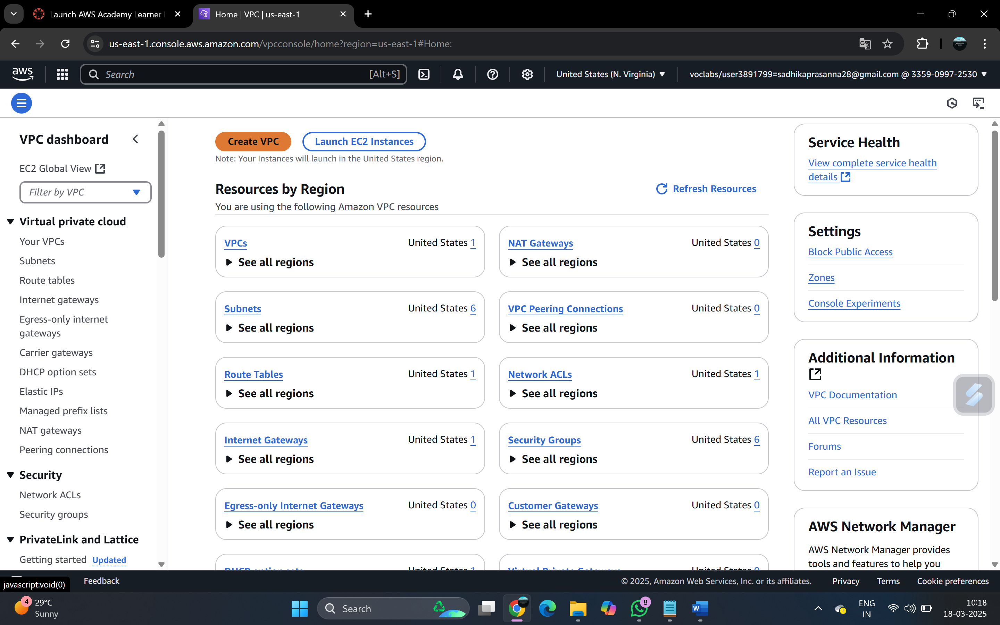 Launch AWS Academy Learner L
Home | VPC | us-east-1
us-east-1.console.aws.amazon.com/vpcconsole/home?region=us-east-1#Home:
aws
Search
[Alt+S]
United States (N. Virginia)
voclabs/user3891799=sadhikaprasanna28@gmail.com @ 3359-0997-2530
VPC dashboard
EC2 Global View
Filter by VPC
Virtual private cloud
Your VPCs
Subnets
Route tables
Internet gateways
Egress-only internet
gateways
Carrier gateways
DHCP option sets
Elastic IPs
Managed prefix lists
NAT gateways
Peering connections
Security
Network ACLs
Security groups
PrivateLink and Lattice
Getting started Updated
Create VPC
Launch EC2 Instances
Note: Your Instances will launch in the United States region.
Resources by Region
Refresh Resources
You are using the following Amazon VPC resources
VPCs United States 1
See all regions
NAT Gateways United States 0
See all regions
Subnets United States 6
See all regions
VPC Peering Connections United States 0
See all regions
Route Tables United States 1
See all regions
Network ACLs United States 1
See all regions
Internet Gateways United States 1
See all regions
Security Groups United States 6
See all regions
Egress-only Internet Gateways United States 0
See all regions
Customer Gateways United States 0
See all regions
DHCP option sets United States 1
Virtual Private Gateways United States 0
Service Health
View complete service health
details
Settings
Block Public Access
Zones
Console Experiments
Additional Information
VPC Documentation
All VPC Resources
Forums
Report an Issue
AWS Network Manager
AWS Network Manager provides
tools and features to help you
javascript:void(0)
Feedback
© 2025, Amazon Web Services, Inc. or its affiliates.
Privacy
Terms
Cookie preferences
4
29°C
Sunny
Search
8
W
ENG
IN
10:18
18-03-2025